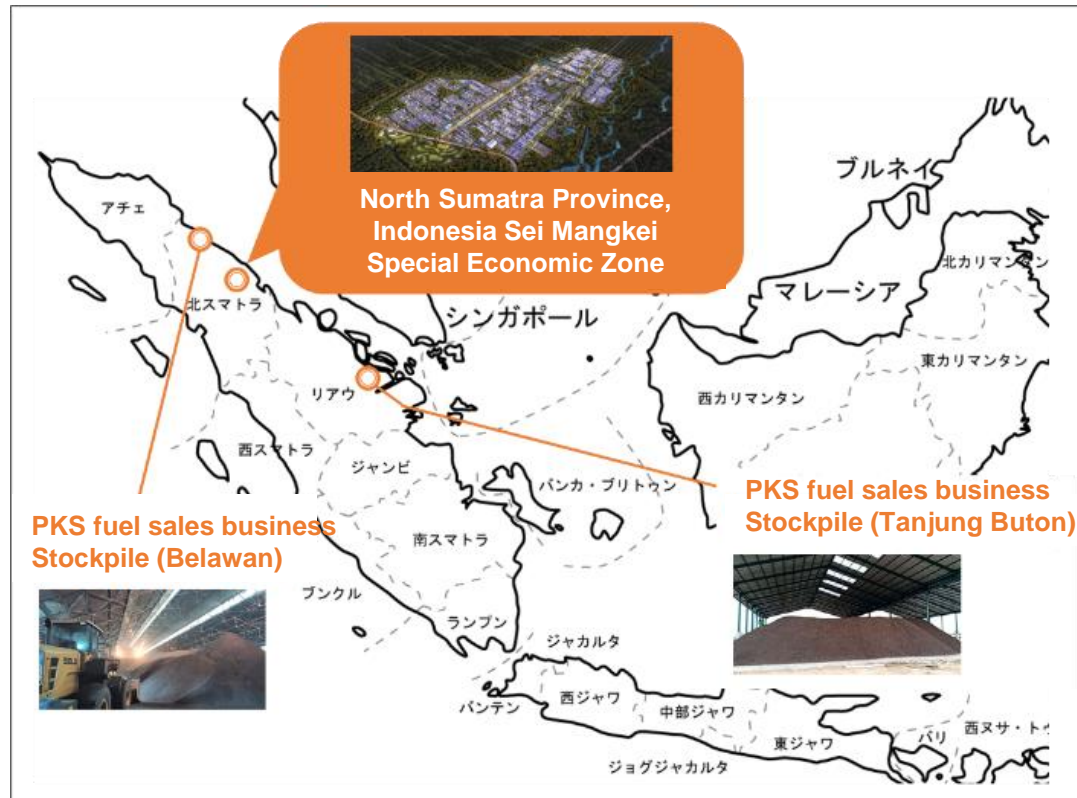 North Sumatra Province,
Indonesia Sei Mangkei
Special Economic Zone
ブルネイ
アチェ
北カリマンタン
マレーシア
北スマトラ
シンガポール
東カリマンタン
リアウ
西カリマンタン
西スマトラ
ジャンビ
バンカ・ブリトゥン
PKS fuel sales business
Stockpile (Tanjung Buton)
PKS fuel sales business
Stockpile (Belawan)
南スマトラ
ブンクル
ランプン
ジャカルタ
バンテン
西ジャワ
中部ジャワ
東ジャワ
バリ
西ヌサ・トゥ
ジョグジャカルタ